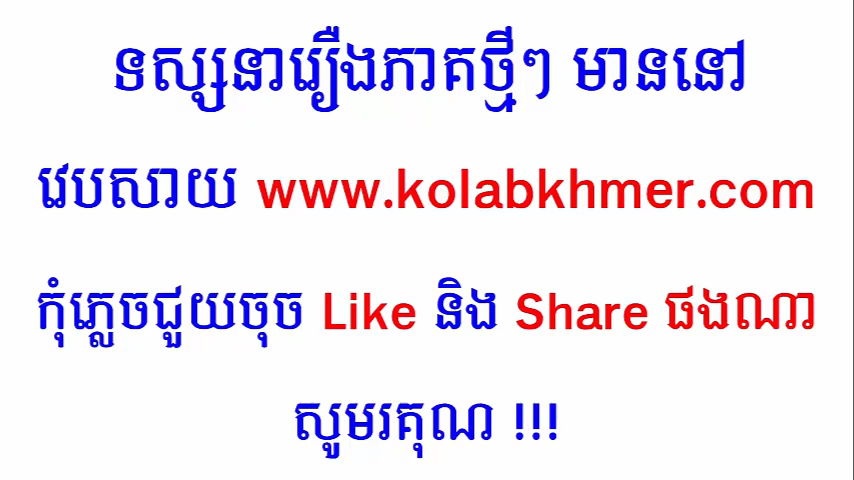 ទស្សនារឿងភាគថ្មីៗ មាននៅ
វេបសាយ www.kolabkhmer.com
កុំភ្លេចជួយចុច Like និង Share ផងណា
សូមរគុណ !!!